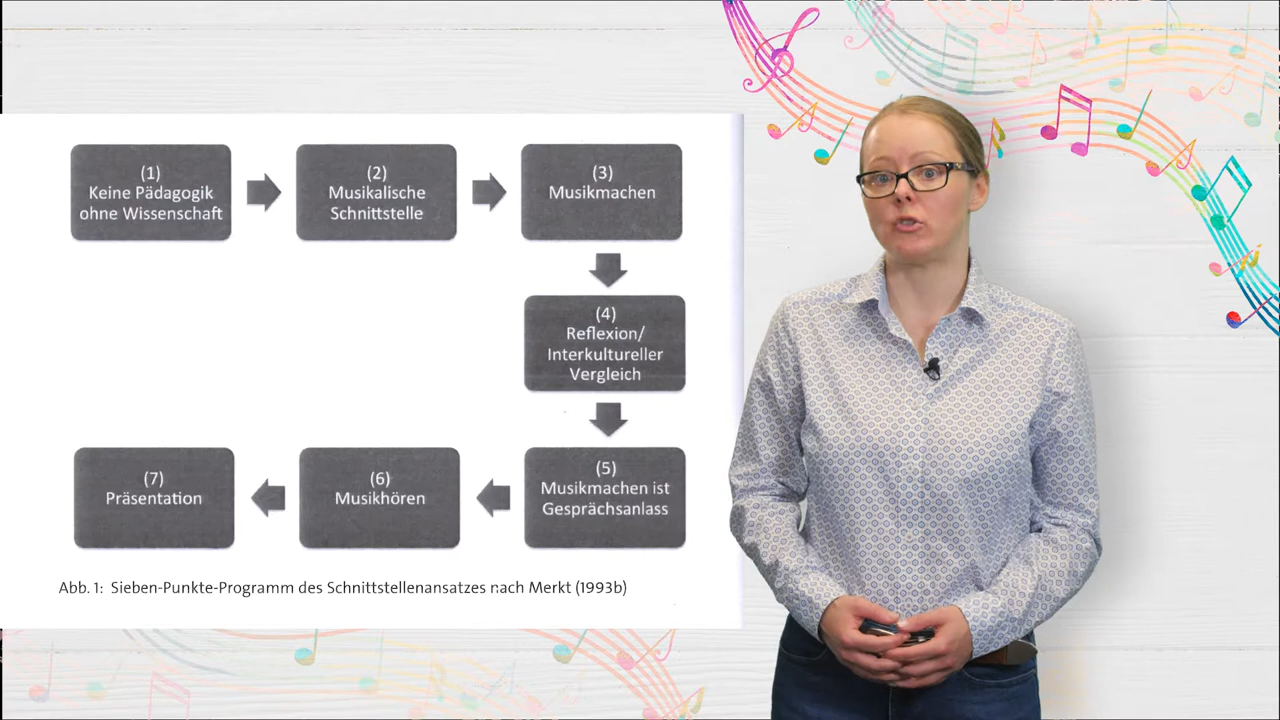 (1)
Keine Pädagogik
ohne Wissenschaft
(2)
Musikalische
Schnittstelle
(3)
Musikmachen
(4)
Reflexion/
Interkultureller
Vergleich
(5)
Musikmachen ist
Gesprächsanlass
(6)
Musikhören
(7)
Präsentation
Abb. 1: Sieben-Punkte-Programm des Schnittstellenansatzes nach Merkt (1993b)